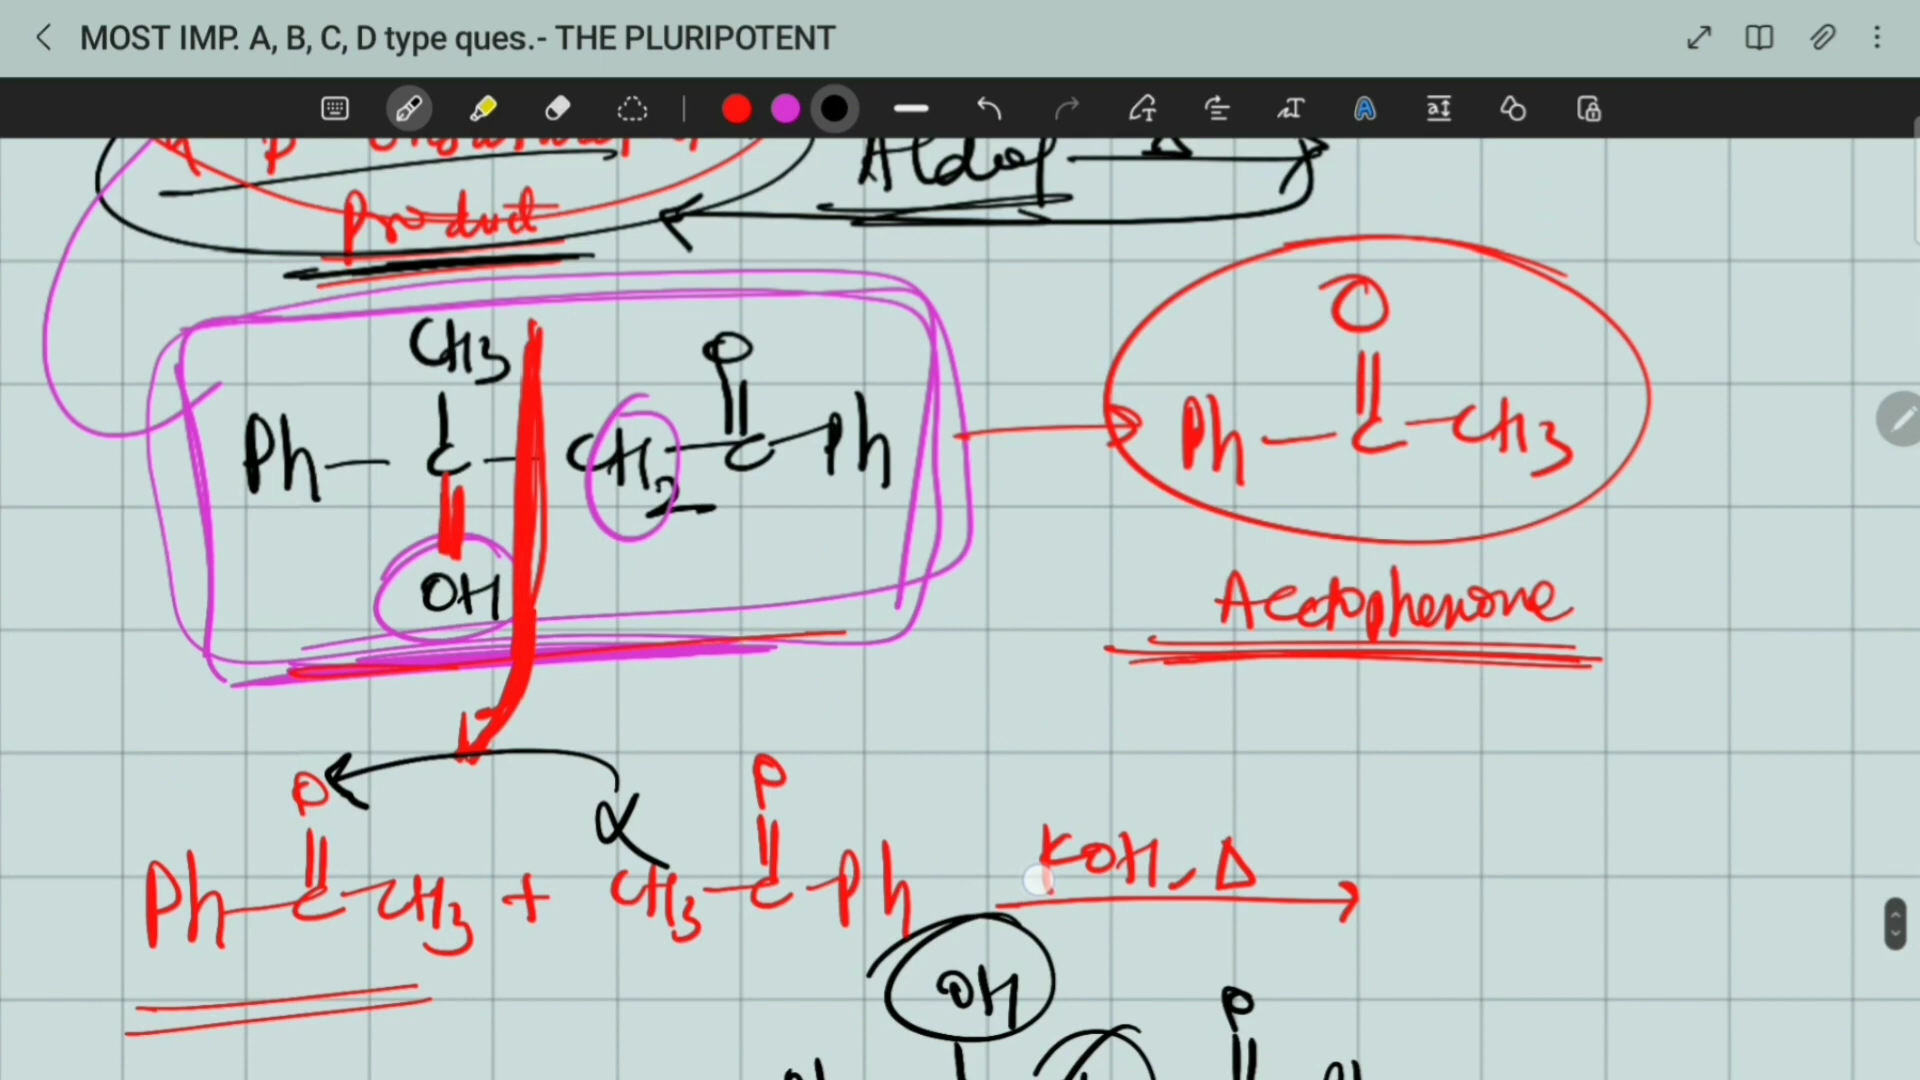 MOST IMP. A, B, C, D type ques.- THE PLURIPOTENT
Aldol Δ
Product
CH3 O
Ph-C-CH2-C-Ph
OH
O
Ph-C-CH3
Acetophenone
O α O
Ph-C-CH3 + CH3-C-Ph KOH, Δ
OH O